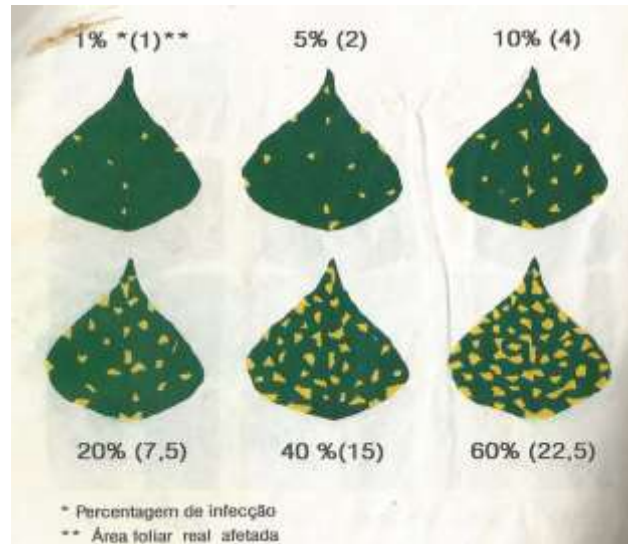 1% *(1)** 5% (2) 10% (4)
20% (7,5) 40 %(15) 60% (22,5)
* Percentagem de infecção
** Área foliar real afetada